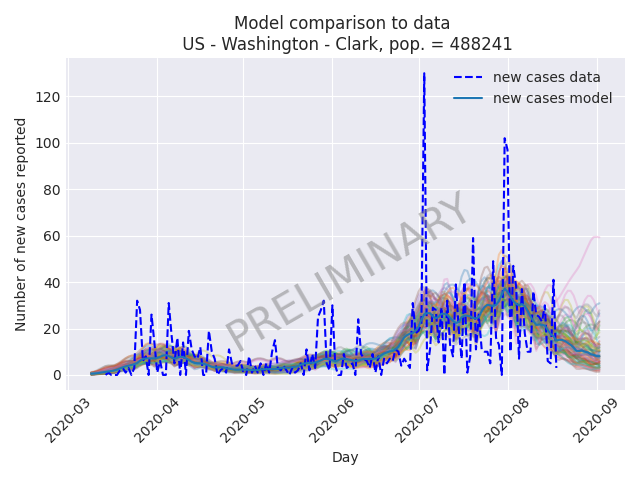 Model comparison to data
US - Washington - Clark, pop. = 488241
new cases data
new cases model
Number of new cases reported
120
100
80
60
40
20
0
PRELIMINARY
2020-03
2020-04
2020-05
2020-06
2020-07
2020-08
2020-09
Day